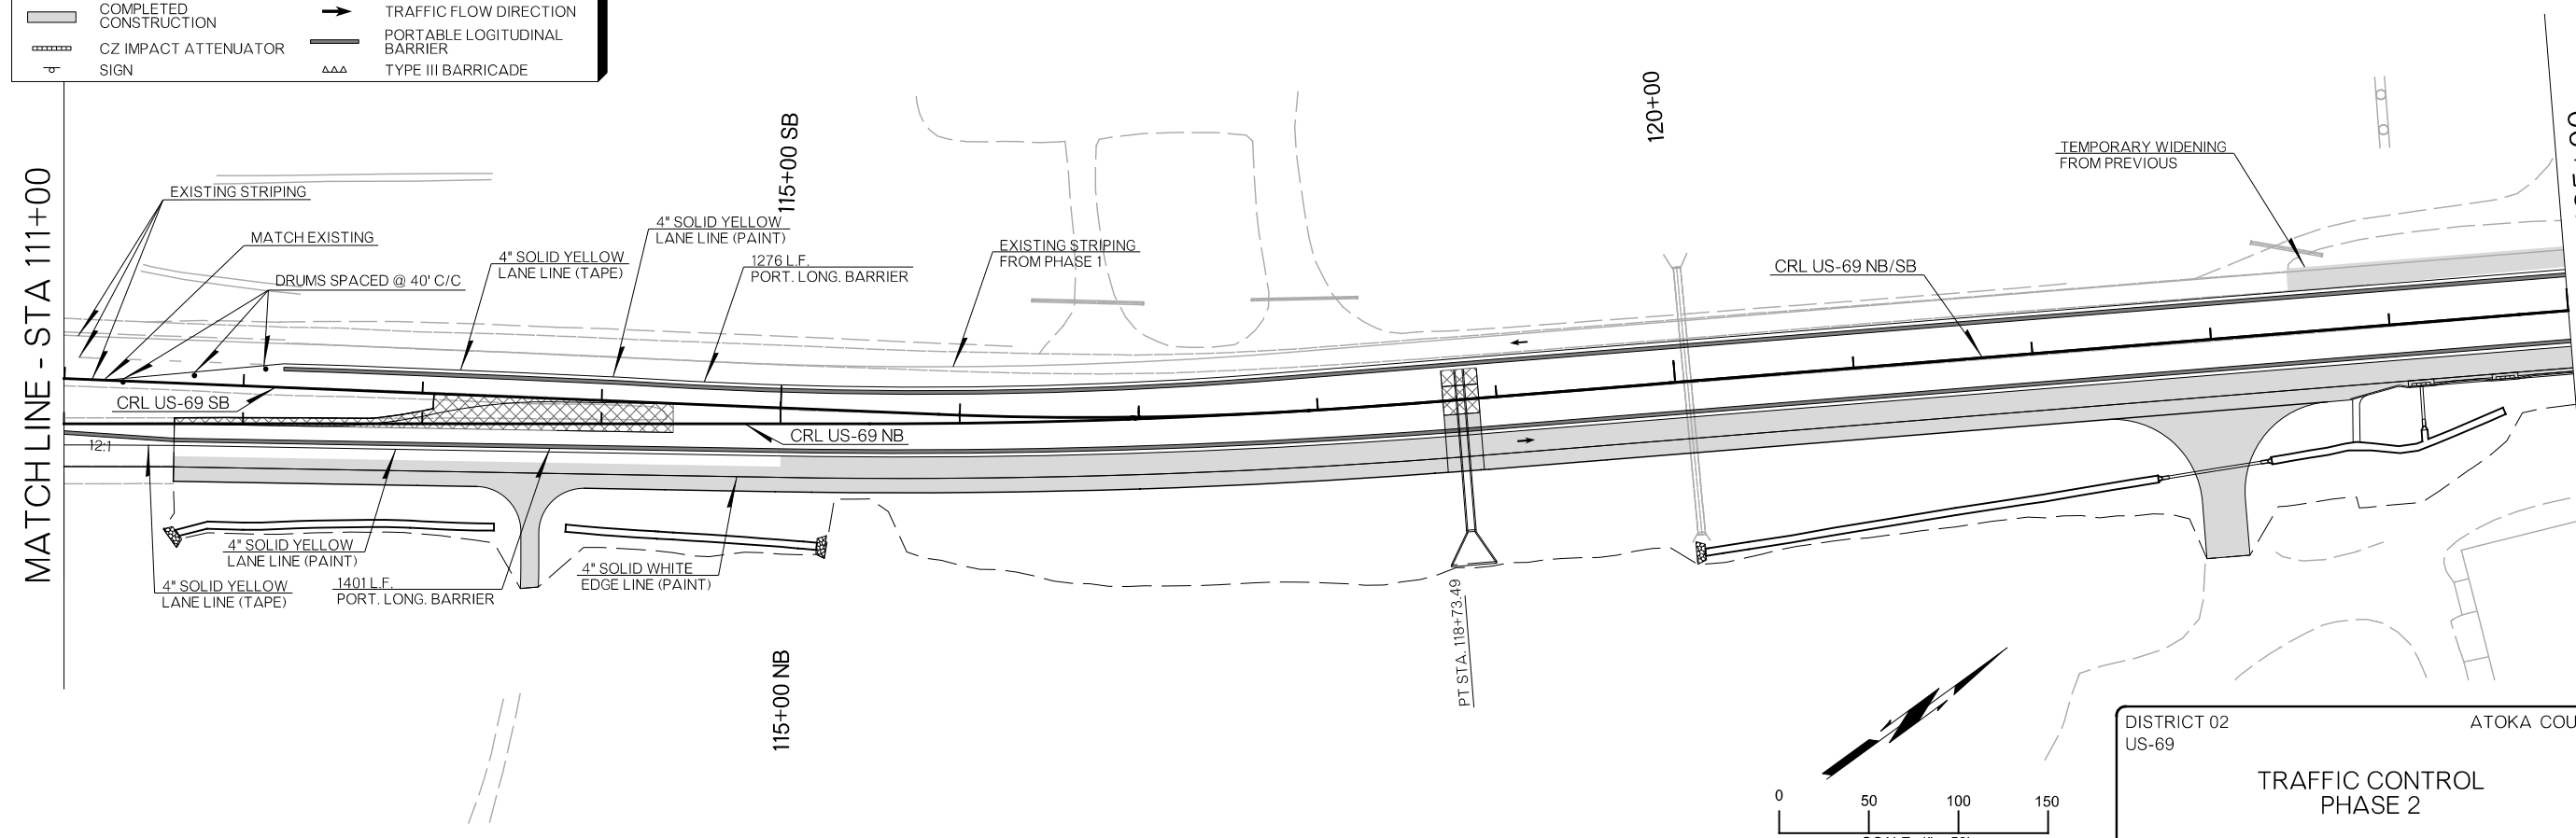 COMPLETED
CONSTRUCTION
CZ IMPACT ATTENUATOR
SIGN
TRAFFIC FLOW DIRECTION
PORTABLE LOGITUDINAL
BARRIER
TYPE III BARRICADE
MATCH LINE - STA 111+00
EXISTING STRIPING
MATCH EXISTING
DRUMS SPACED @ 40' C/C
4" SOLID YELLOW
LANE LINE (TAPE)
4" SOLID YELLOW
LANE LINE (PAINT)
115+00 SB
1276 L.F.
PORT. LONG. BARRIER
EXISTING STRIPING
FROM PHASE 1
120+00
CRL US-69 NB/SB
TEMPORARY WIDENING
FROM PREVIOUS
CRL US-69 SB
CRL US-69 NB
12:1
4" SOLID YELLOW
LANE LINE (PAINT)
4" SOLID YELLOW
LANE LINE (TAPE)
1401 L.F.
PORT. LONG. BARRIER
4" SOLID WHITE
EDGE LINE (PAINT)
115+00 NB
PT STA. 118+73.49
0 50 100 150
DISTRICT 02
ATOKA COU
US-69
TRAFFIC CONTROL
PHASE 2